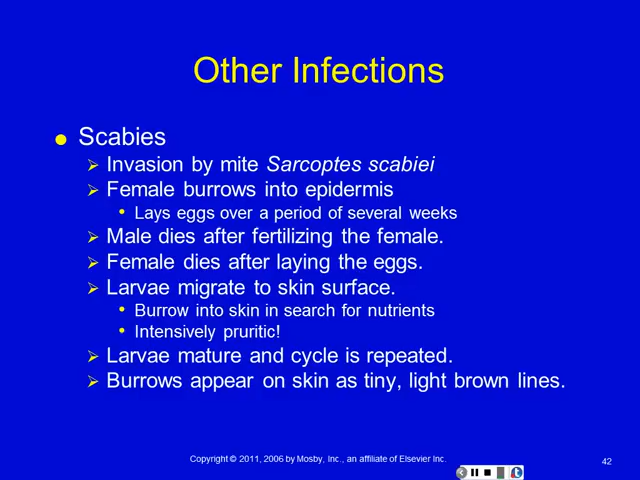 Other Infections
Scabies
Invasion by mite Sarcoptes scabiei
Female burrows into epidermis
Lays eggs over a period of several weeks
Male dies after fertilizing the female.
Female dies after laying the eggs.
Larvae migrate to skin surface.
Burrow into skin in search for nutrients
Intensively pruritic!
Larvae mature and cycle is repeated.
Burrows appear on skin as tiny, light brown lines.
Copyright © 2011, 2006 by Mosby, Inc., an affiliate of Elsevier Inc.
42